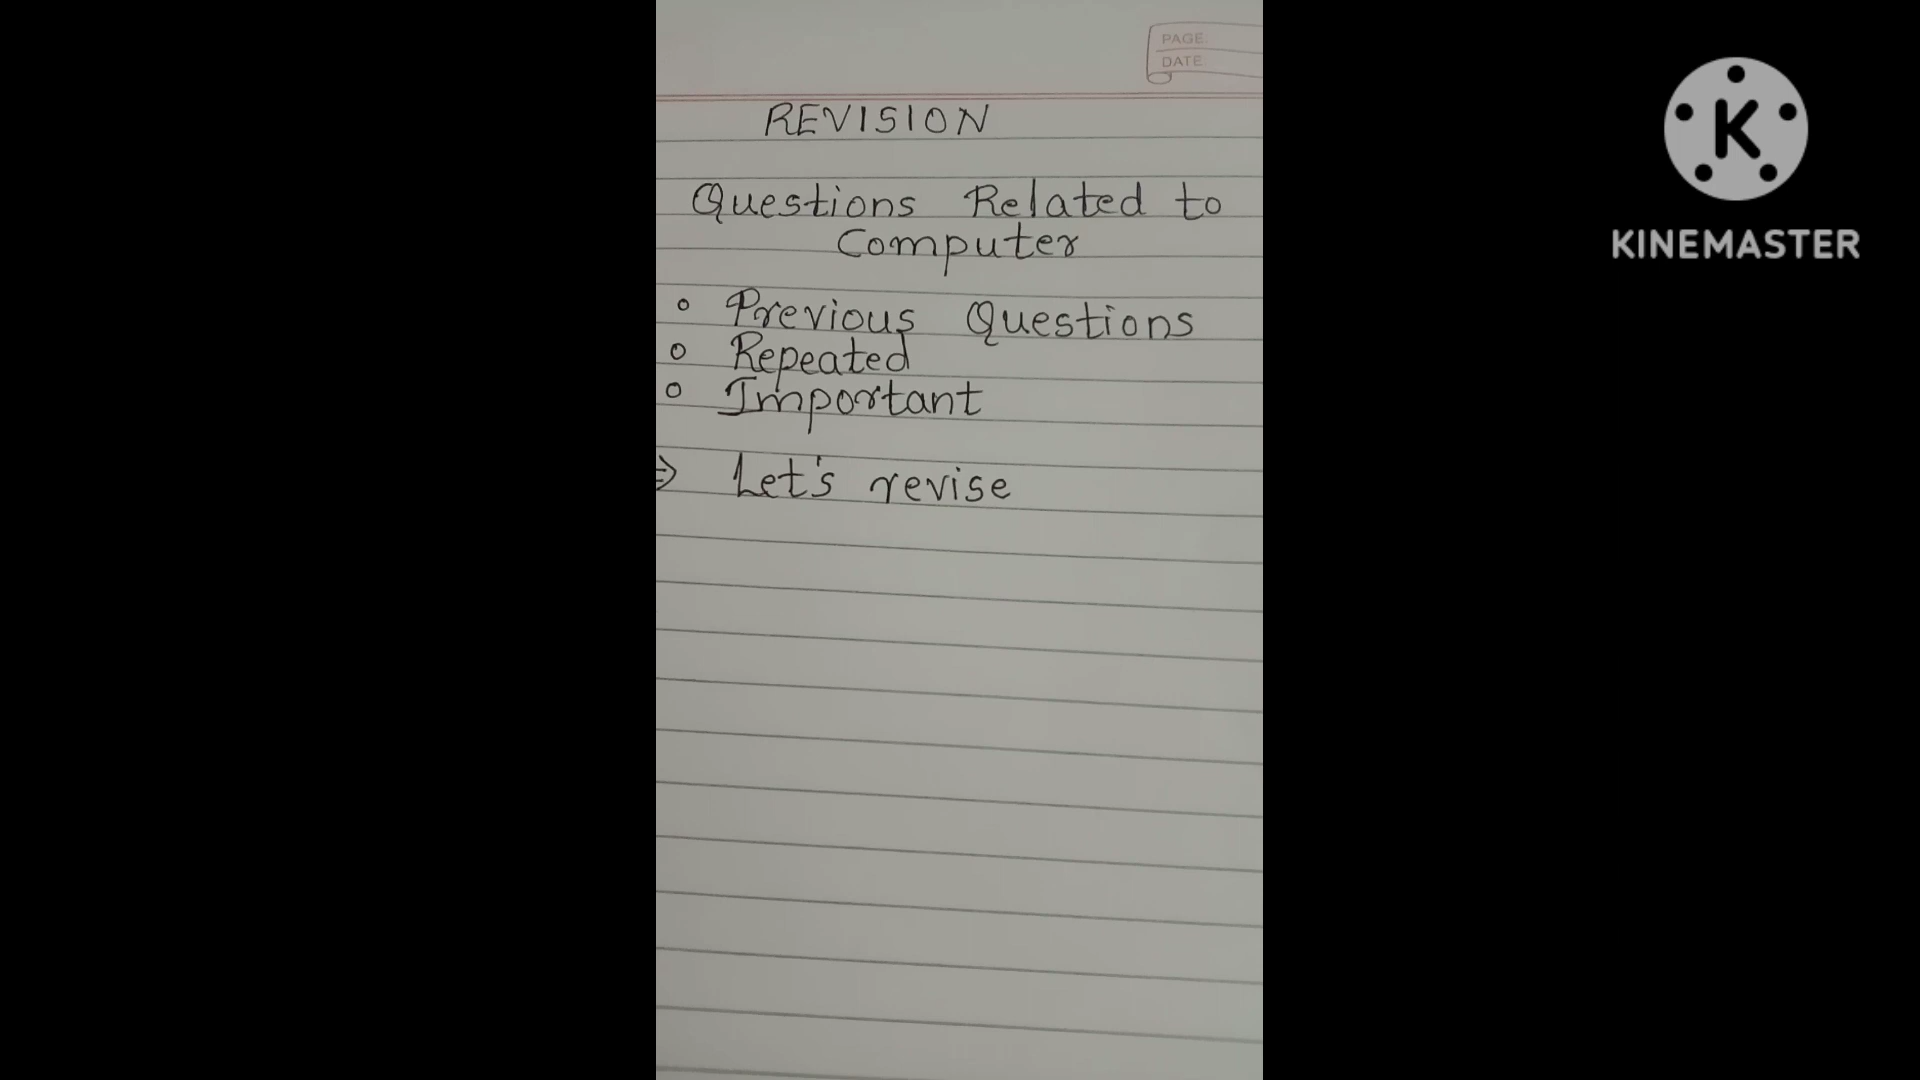 PAGE:
DATE:
REVISION
Questions Related to
Computer
o Previous Questions
o Repeated
o Important
⇒ Let's revise
K
KINEMASTER